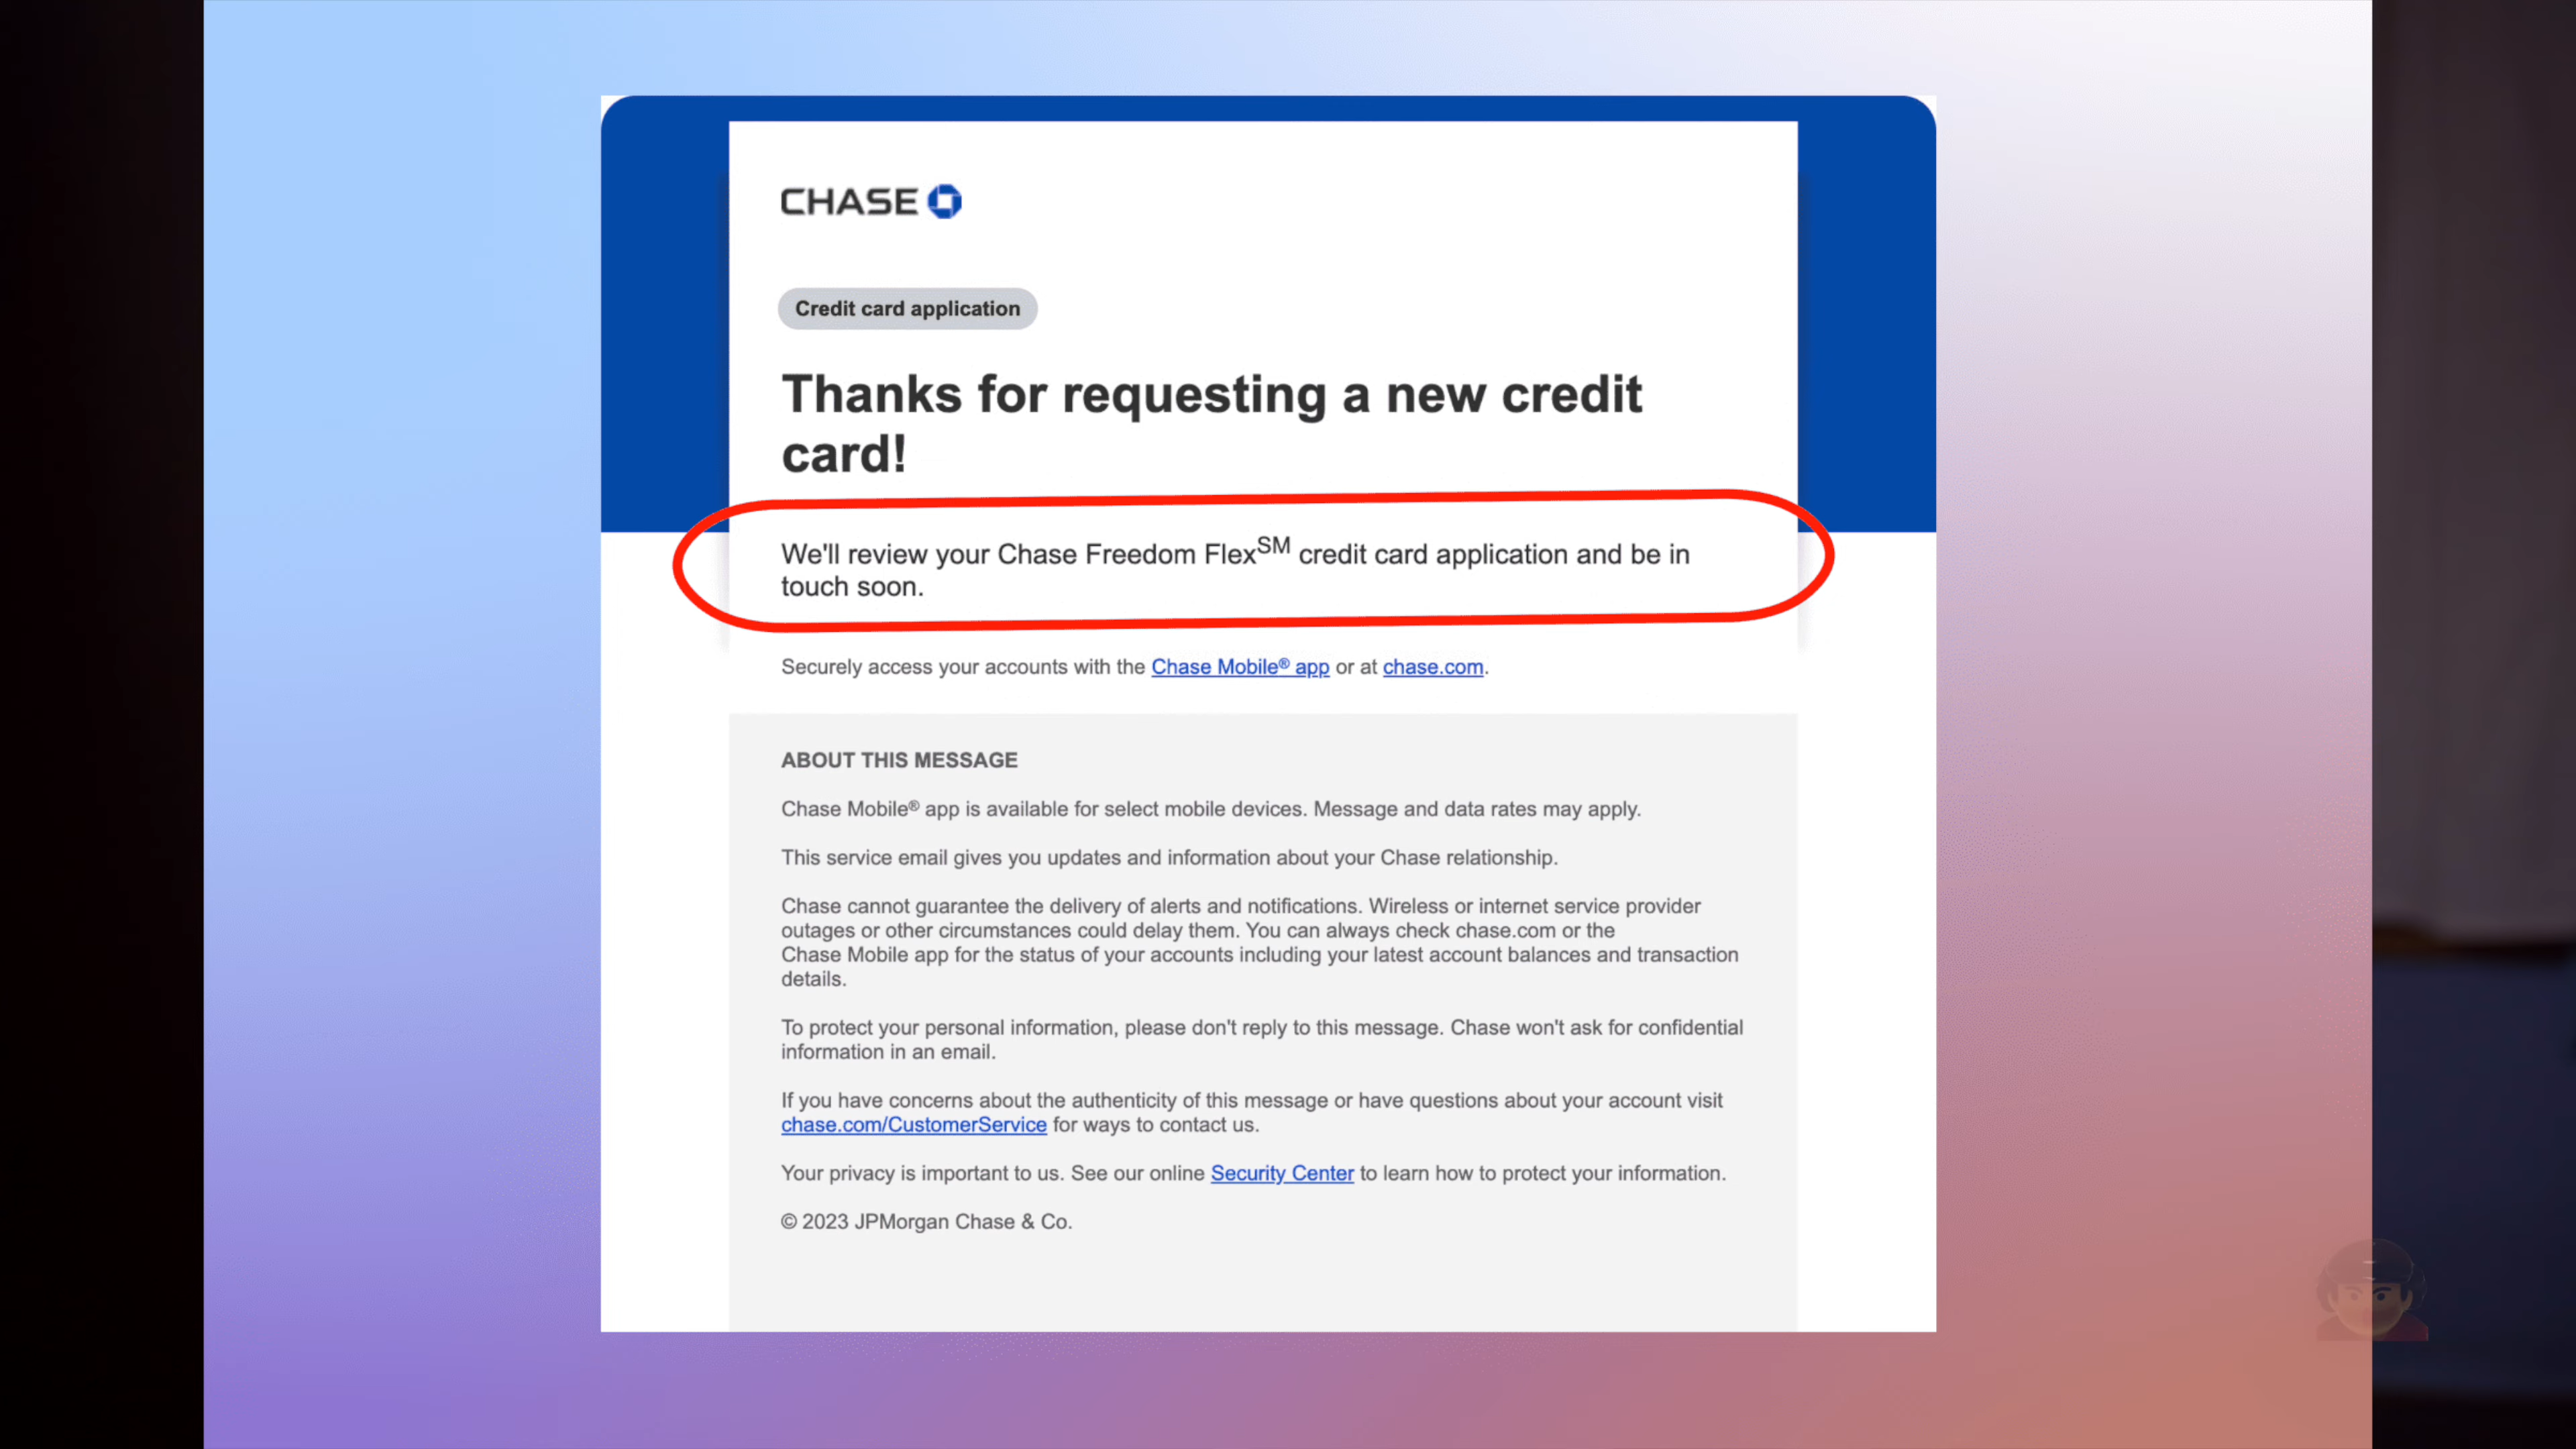 CHASE
Credit card application
Thanks for requesting a new credit
card!
We'll review your Chase Freedom Flex℠ credit card application and be in
touch soon.
Securely access your accounts with the Chase Mobile® app or at chase.com.
ABOUT THIS MESSAGE
Chase Mobile® app is available for select mobile devices. Message and data rates may apply.
This service email gives you updates and information about your Chase relationship.
Chase cannot guarantee the delivery of alerts and notifications. Wireless or internet service provider
outages or other circumstances could delay them. You can always check chase.com or the
Chase Mobile app for the status of your accounts including your latest account balances and transaction
details.
To protect your personal information, please don't reply to this message. Chase won't ask for confidential
information in an email.
If you have concerns about the authenticity of this message or have questions about your account visit
chase.com/CustomerService for ways to contact us.
Your privacy is important to us. See our online Security Center to learn how to protect your information.
© 2023 JPMorgan Chase & Co.